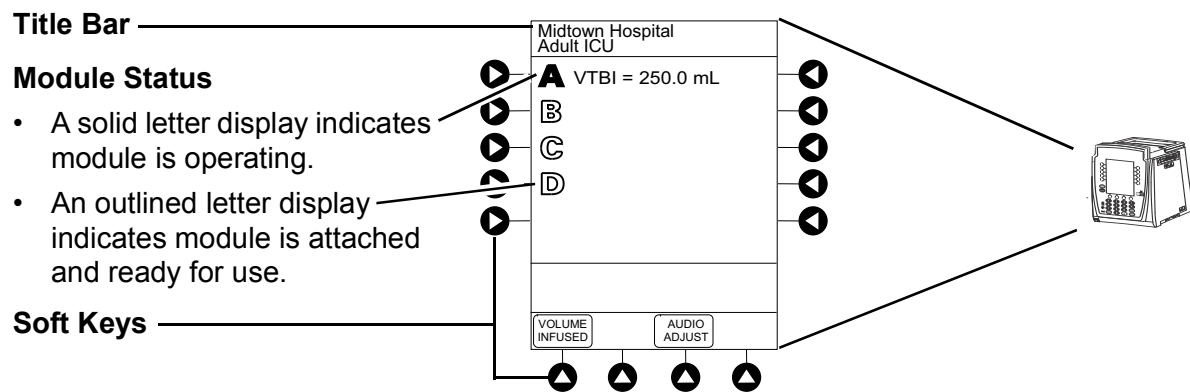 Title Bar
Module Status
• A solid letter display indicates
module is operating.
• An outlined letter display
indicates module is attached
and ready for use.
Soft Keys
Midtown Hospital
Adult ICU
A VTBI = 250.0 mL
B
C
D
VOLUME
INFUSED
AUDIO
ADJUST